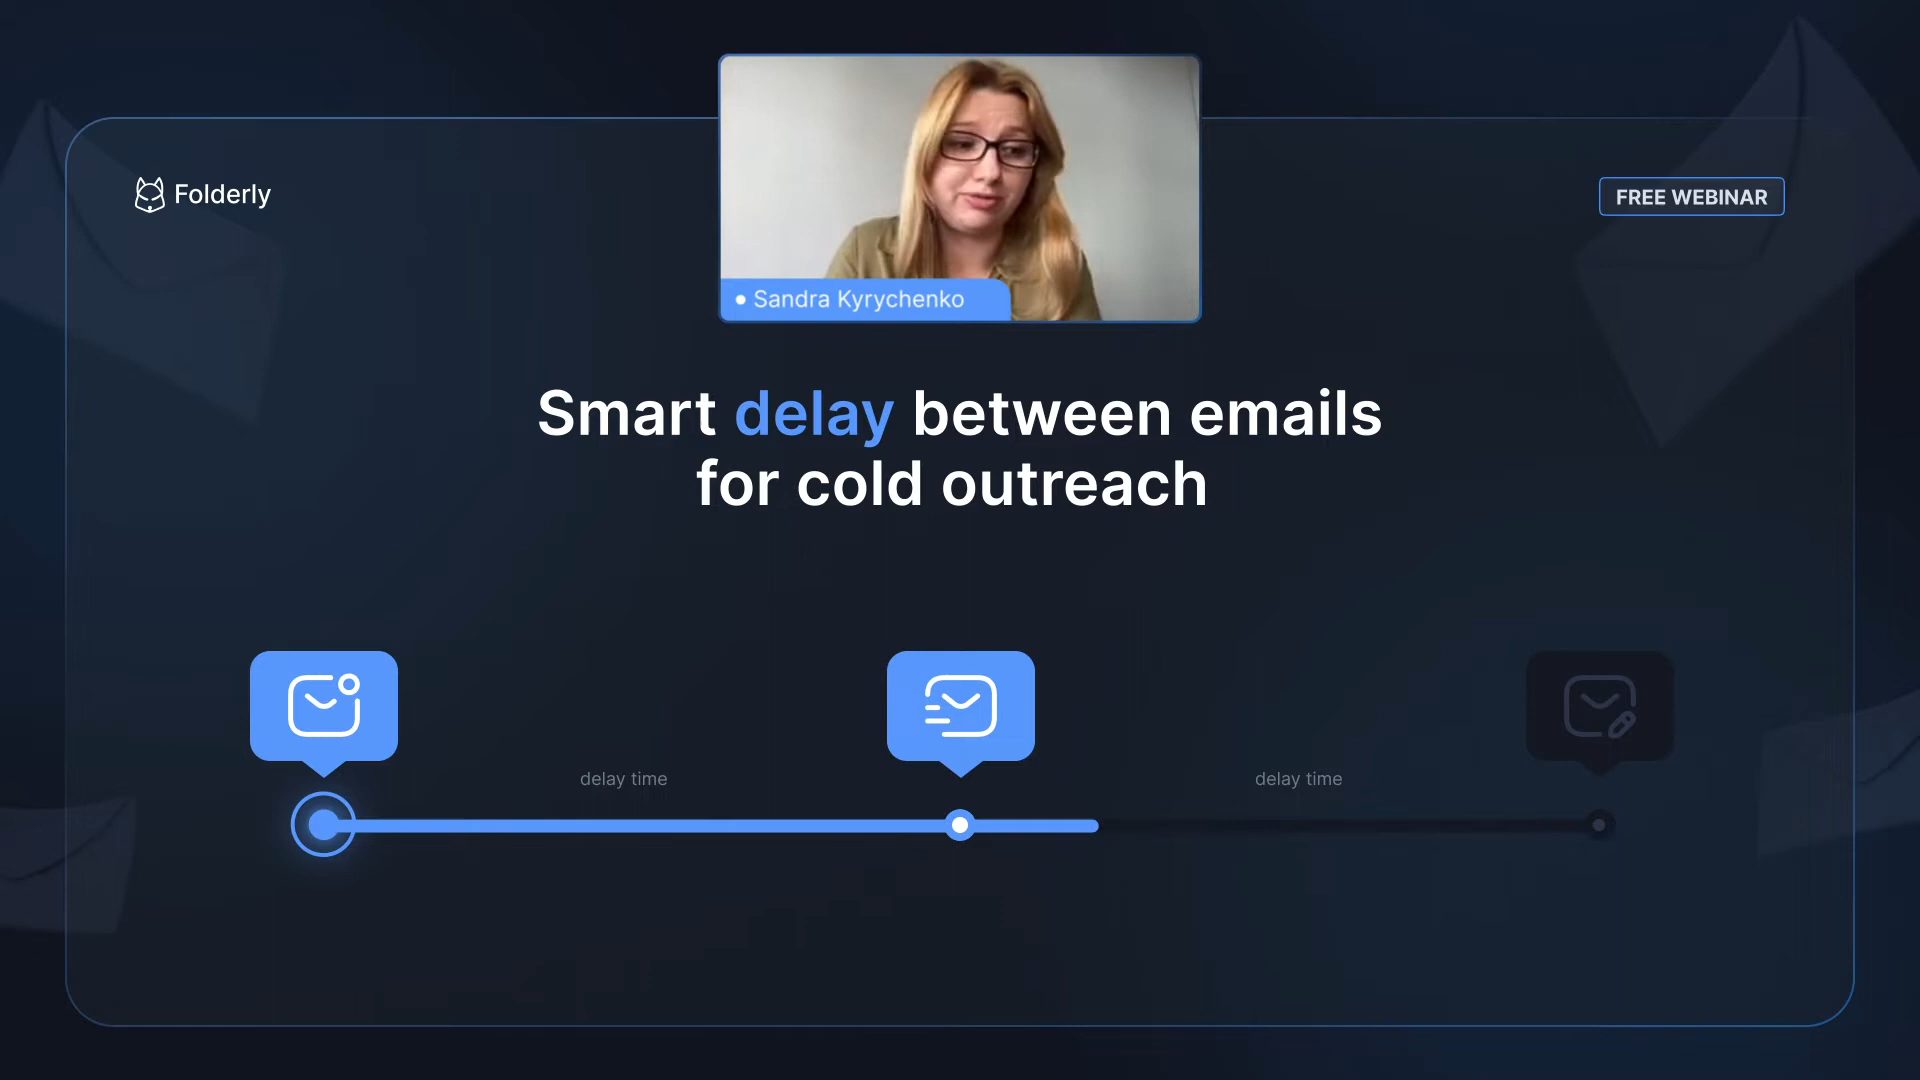 Folderly
FREE WEBINAR
Sandra Kyrychenko
Smart delay between emails
for cold outreach
delay time
delay time